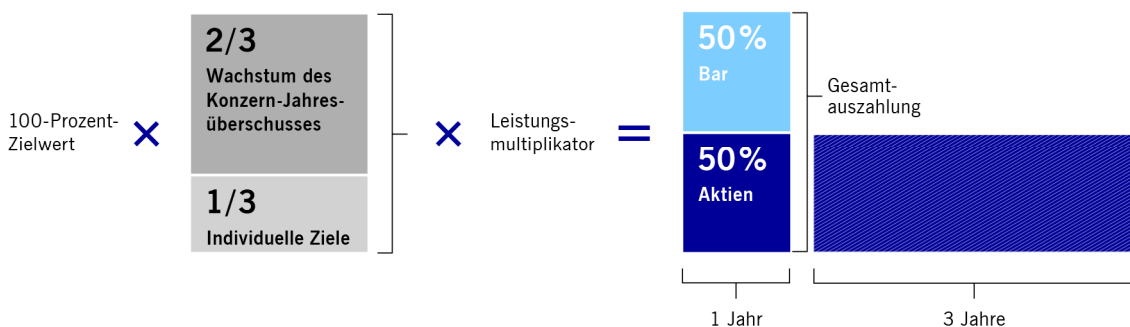 100-Prozent-
Zielwert
×
2/3
Wachstum des
Konzern-Jahres-
überschusses
1/3
Individuelle Ziele
×
Leistungs-
multiplikator
=
50%
Bar
50%
Aktien
Gesamt-
auszahlung
1 Jahr
3 Jahre